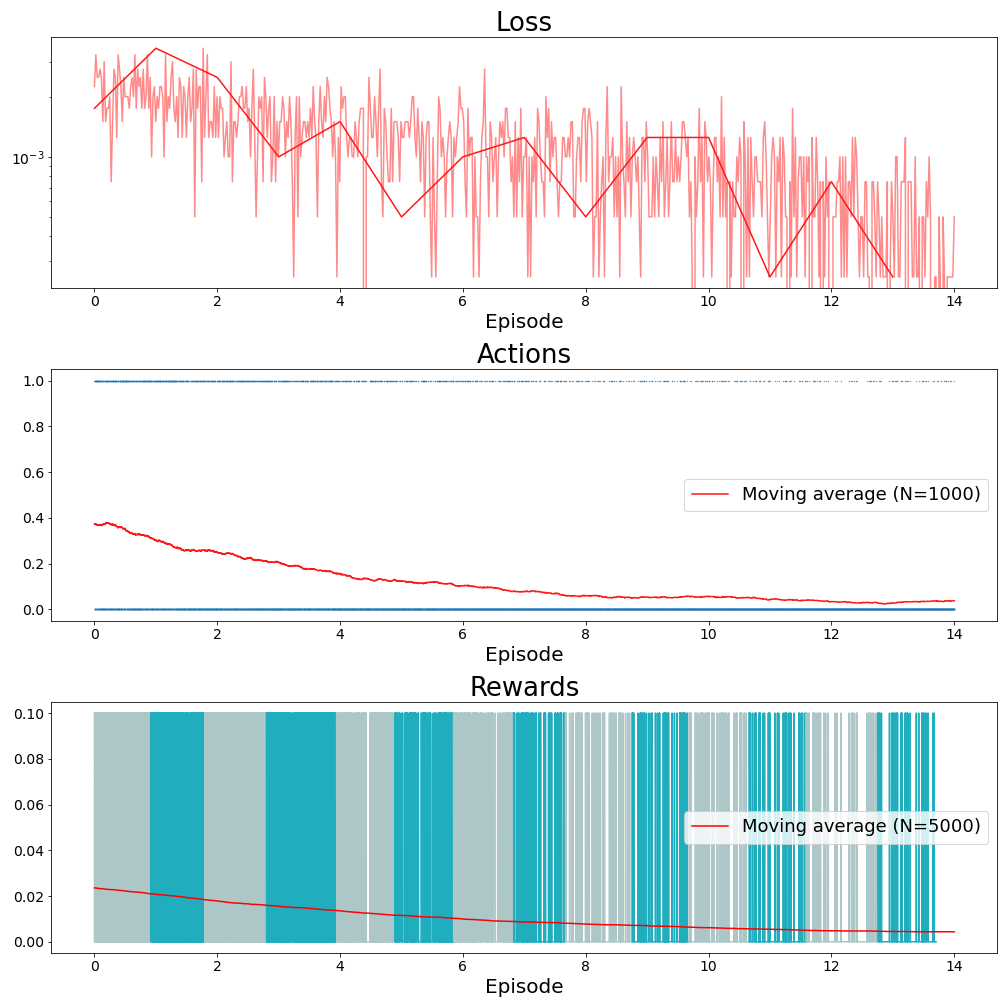 Loss
10⁻³
0 2 4 6 8 10 12 14
Episode
Actions
1.0
0.8
0.6
0.4
0.2
0.0
Moving average (N=1000)
0 2 4 6 8 10 12 14
Episode
Rewards
0.10
0.08
0.06
0.04
0.02
0.00
Moving average (N=5000)
0 2 4 6 8 10 12 14
Episode